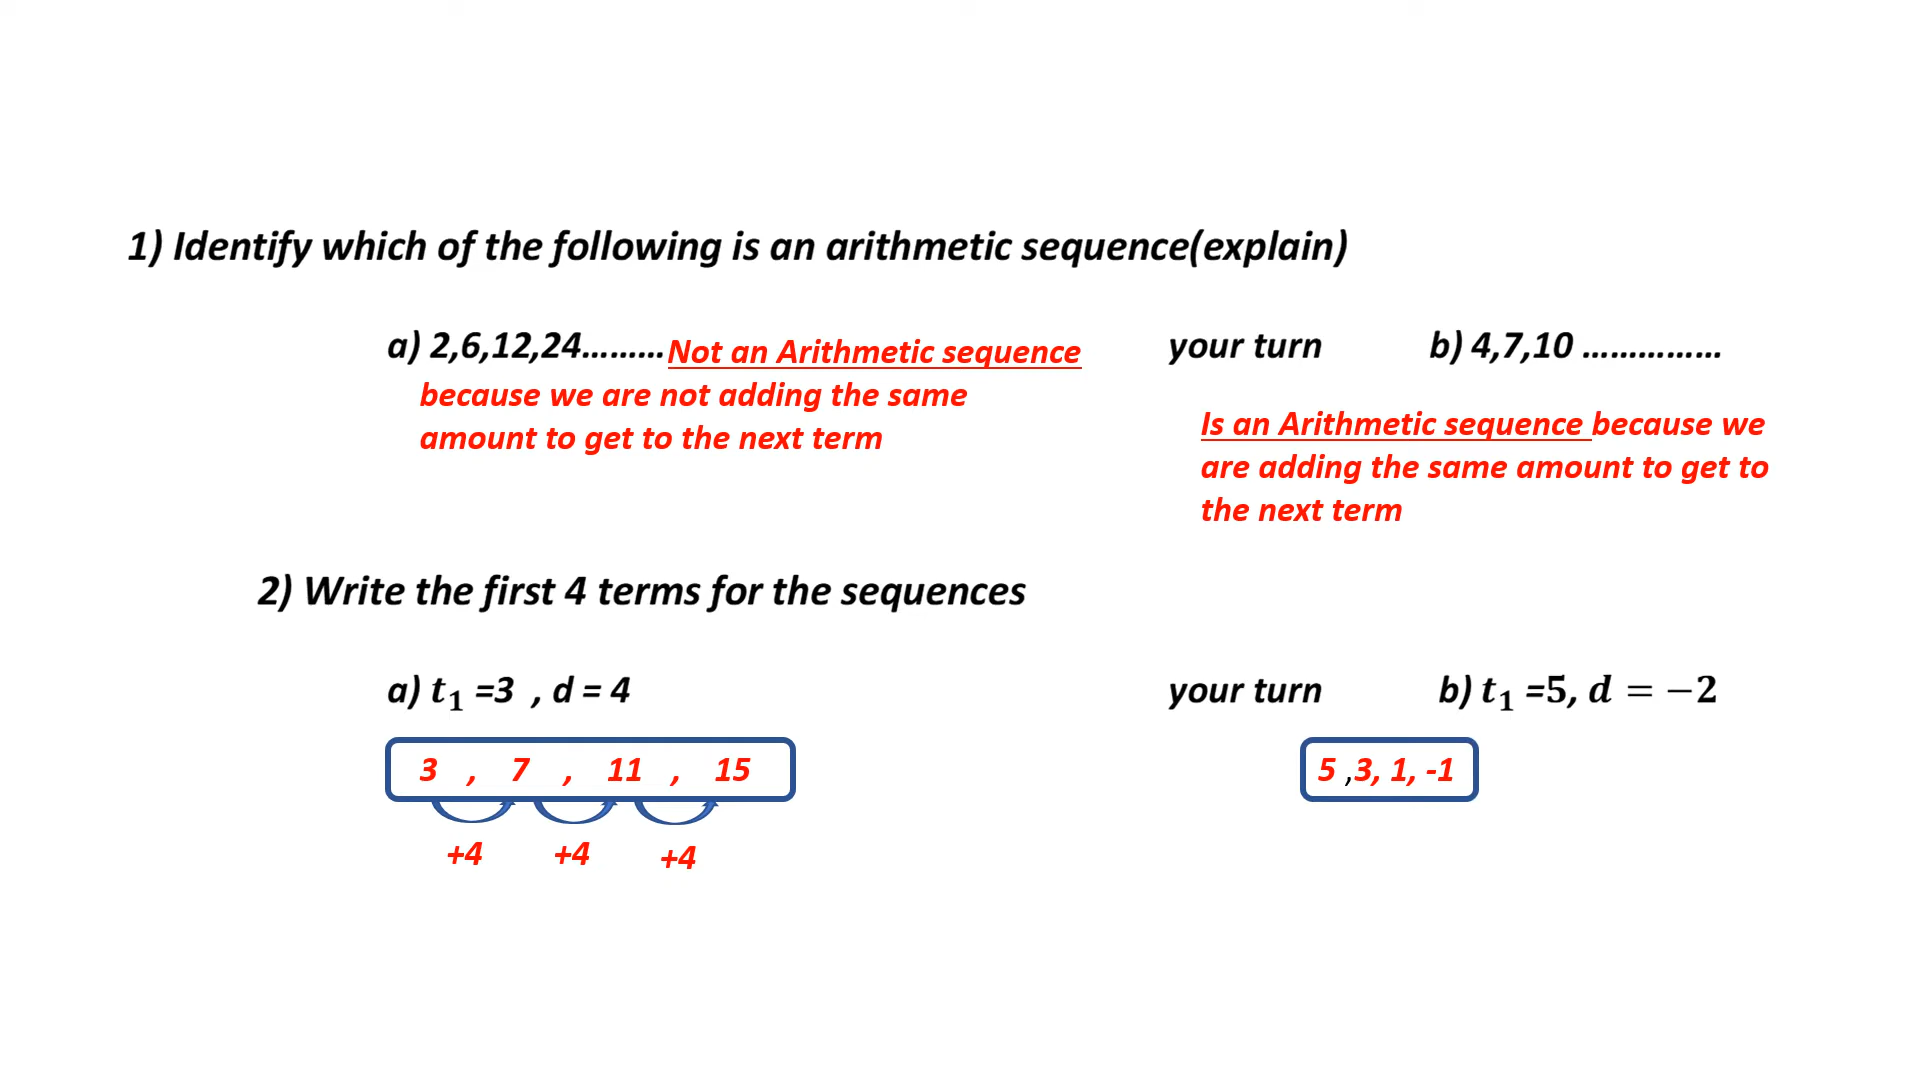 1) Identify which of the following is an arithmetic sequence(explain)
a) 2,6,12,24......... Not an Arithmetic sequence
because we are not adding the same
amount to get to the next term
your turn b) 4,7,10 ...............
Is an Arithmetic sequence because we
are adding the same amount to get to
the next term
2) Write the first 4 terms for the sequences
a) t₁ =3 , d = 4
3 , 7 , 11 , 15
+4 +4 +4
your turn b) t₁ =5, d = −2
5 ,3, 1, -1